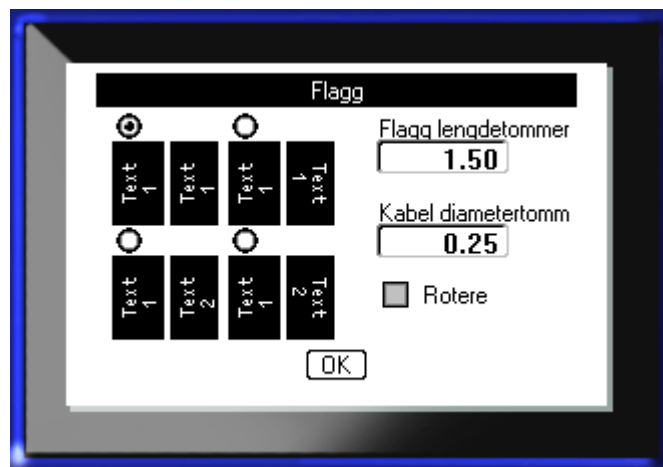 Flagg
Flagg lengdetommer
1.50
Text 1 Text 1 Text 1 Text 1
Kabel diametertomm
0.25
Text 1 Text 2 Text 1 Text 2
Rotere
OK